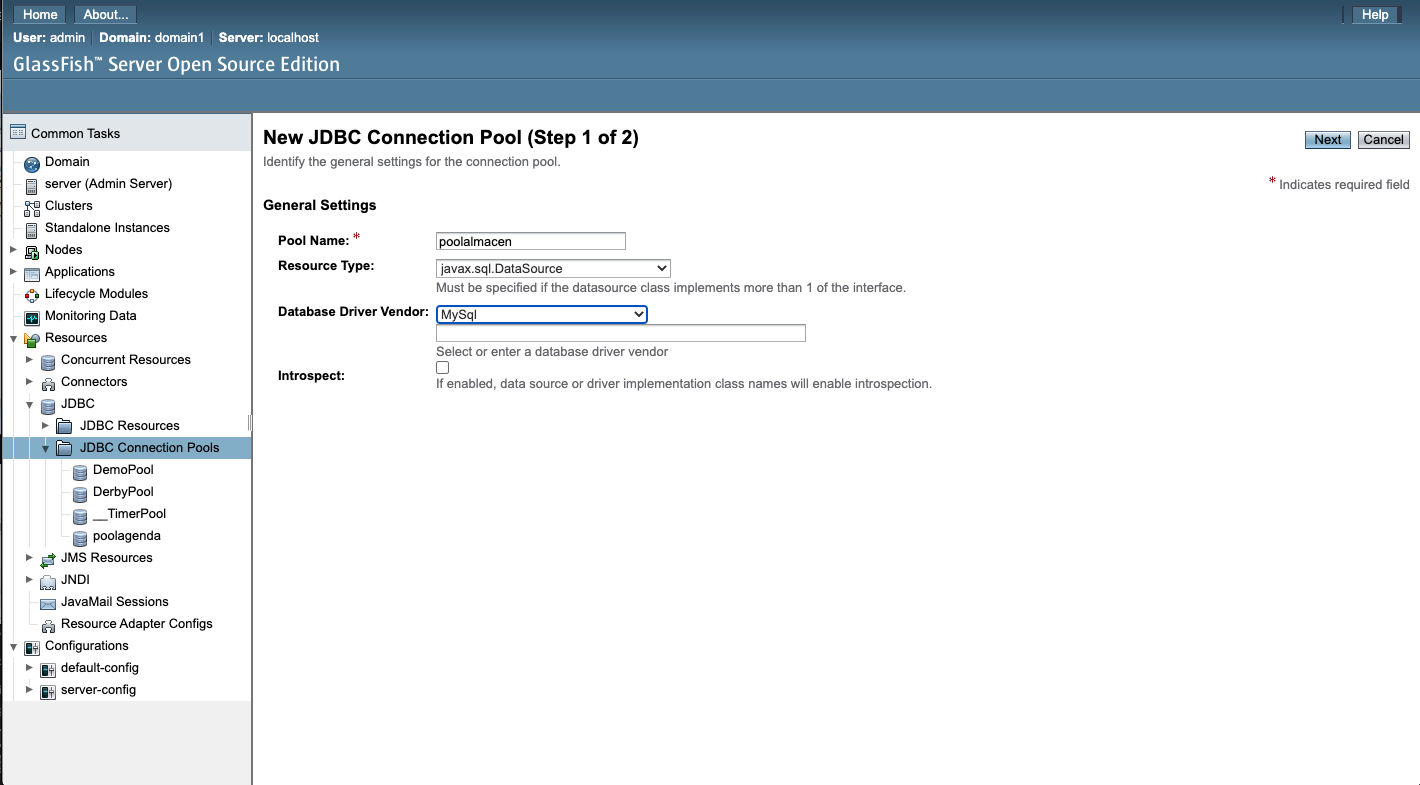 Home About... Help
User: admin Domain: domain1 Server: localhost
GlassFish™ Server Open Source Edition
Common Tasks
Domain
server (Admin Server)
Clusters
Standalone Instances
Nodes
Applications
Lifecycle Modules
Monitoring Data
Resources
Concurrent Resources
Connectors
JDBC
JDBC Resources
JDBC Connection Pools
DemoPool
DerbyPool
__TimerPool
poolagenda
JMS Resources
JNDI
JavaMail Sessions
Resource Adapter Configs
Configurations
default-config
server-config
New JDBC Connection Pool (Step 1 of 2)
Next Cancel
Identify the general settings for the connection pool.
* Indicates required field
General Settings
Pool Name: * poolalmacen
Resource Type: javax.sql.DataSource
Must be specified if the datasource class implements more than 1 of the interface.
Database Driver Vendor: MySql
Select or enter a database driver vendor
Introspect:
If enabled, data source or driver implementation class names will enable introspection.